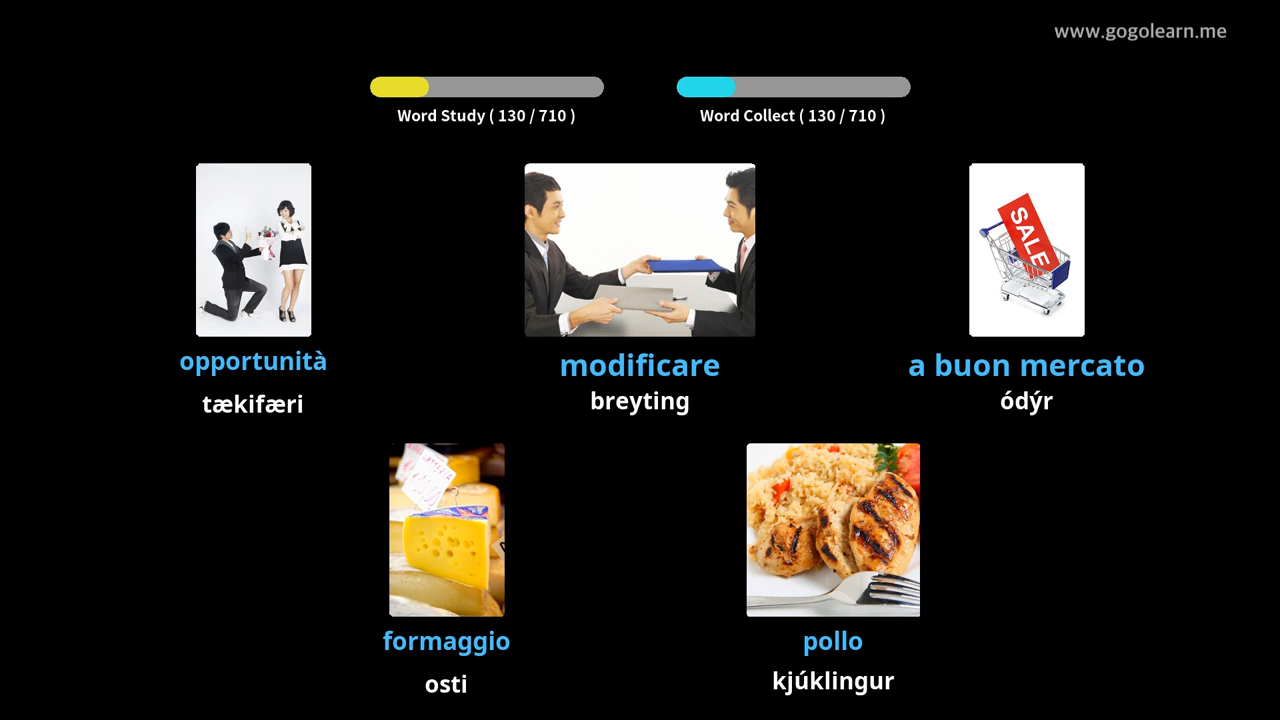 www.gogolearn.me
Word Study ( 130 / 710 )
Word Collect ( 130 / 710 )
SALE
opportunità
tækifæri
modificare
breyting
a buon mercato
ódýr
formaggio
osti
pollo
kjúklingur